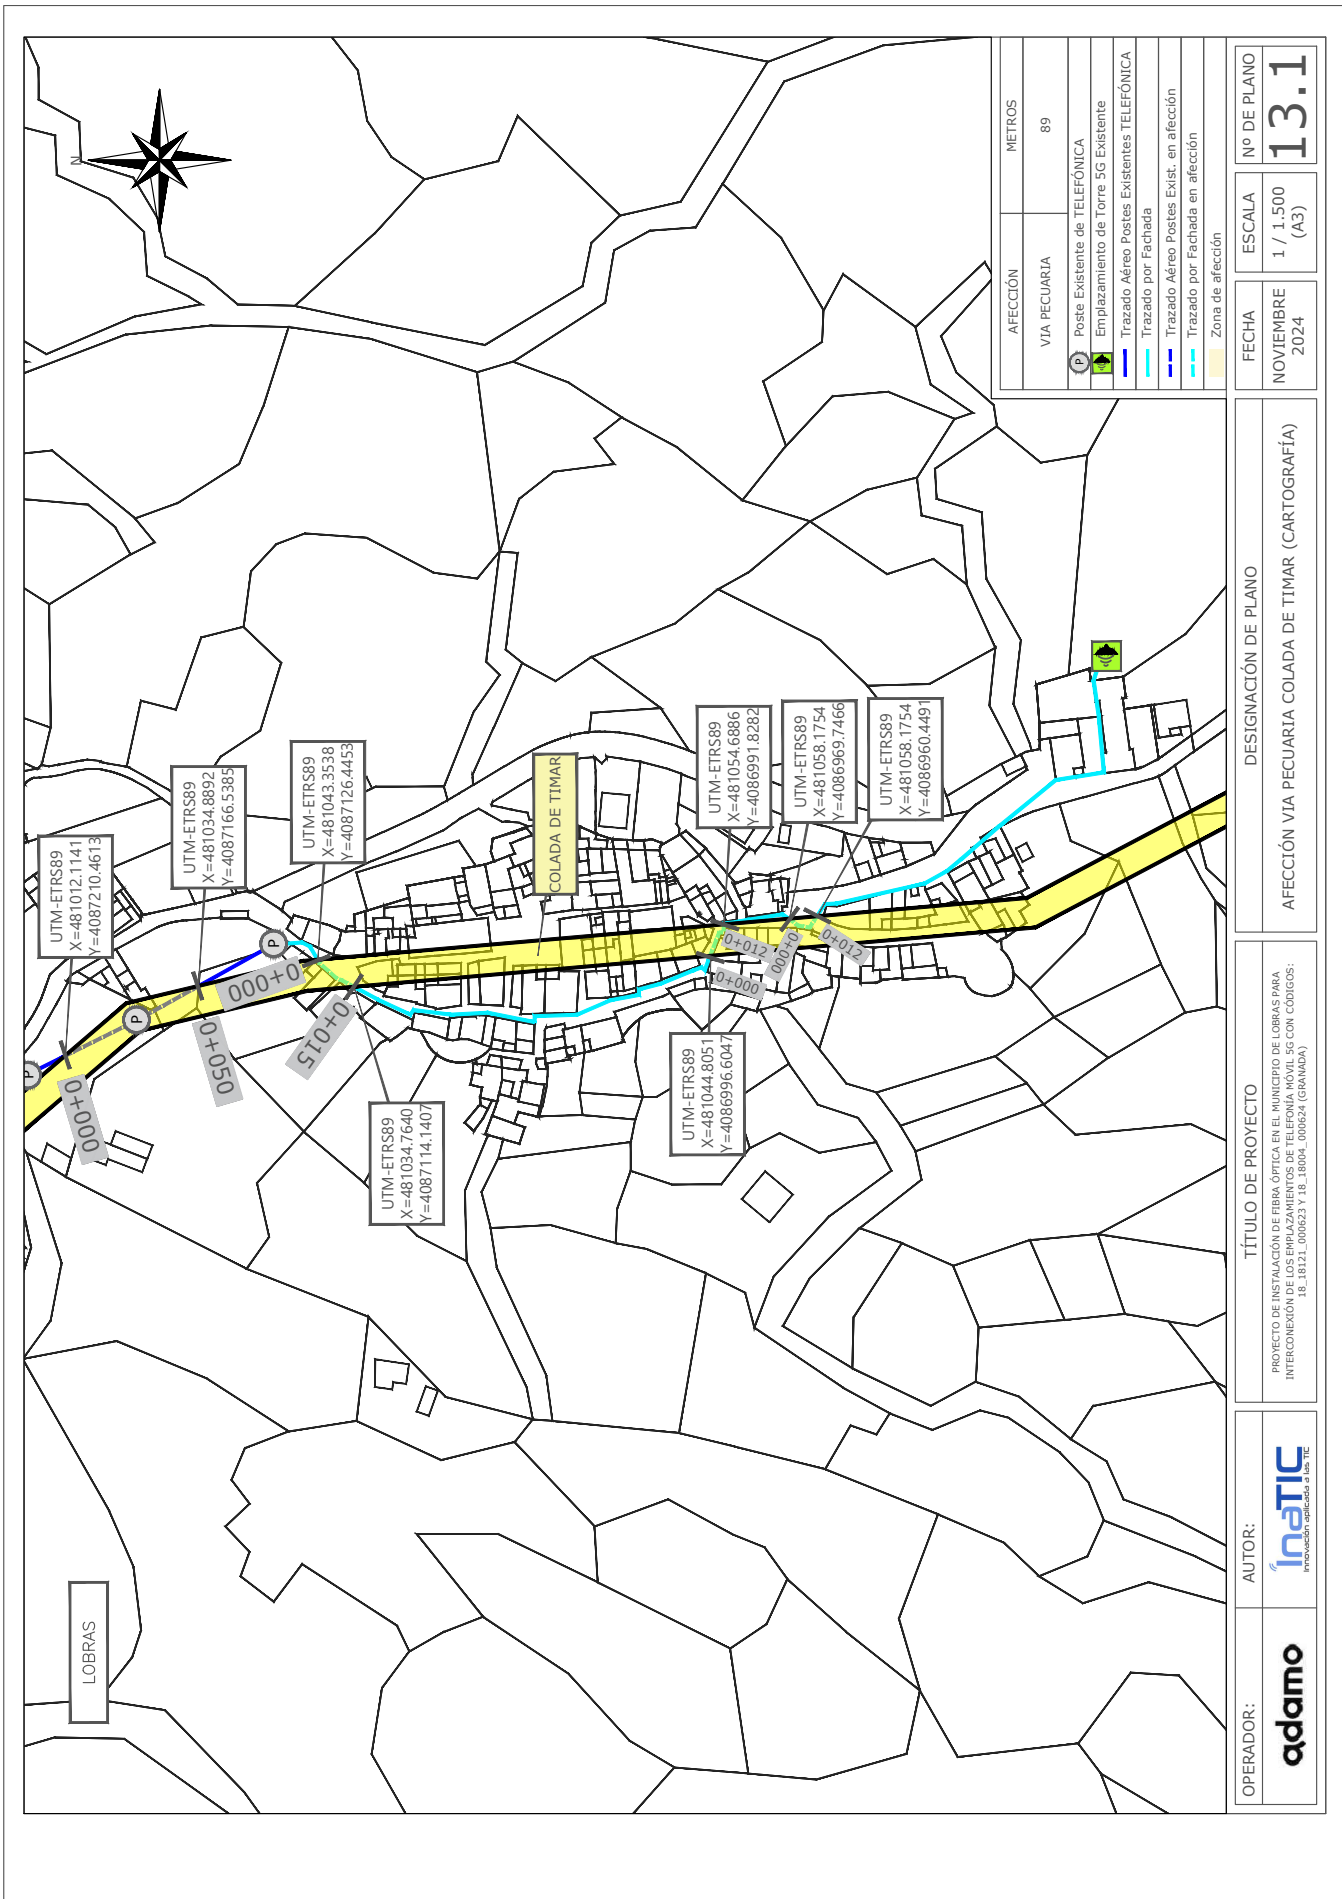 N
LOBRAS
UTM-ETRS89
X=481012.1141
Y=4087210.4613
UTM-ETRS89
X=481034.8892
Y=4087166.5385
UTM-ETRS89
X=481043.3538
Y=4087126.4453
COLADA DE TIMAR
UTM-ETRS89
X=481054.6886
Y=4086991.8282
UTM-ETRS89
X=481058.1754
Y=4086969.7466
UTM-ETRS89
X=481058.1754
Y=4086960.4491
UTM-ETRS89
X=481034.7640
Y=4087114.1407
UTM-ETRS89
X=481044.8051
Y=4086996.6047
P
P
P
0+000
0+050
0+000
0+015
0+000
0+012
0+000
0+012
AFECCIÓN
METROS
VIA PECUARIA
89
P
Poste Existente de TELEFÓNICA
Emplazamiento de Torre 5G Existente
Trazado Aéreo Postes Existentes TELEFÓNICA
Trazado por Fachada
Trazado Aéreo Postes Exist. en afección
Trazado por Fachada en afección
Zona de afección
OPERADOR:
adamo
AUTOR:
inaTIC
Innovación aplicada a las TIC
TÍTULO DE PROYECTO
PROYECTO DE INSTALACIÓN DE FIBRA ÓPTICA EN EL MUNICIPIO DE LOBRAS PARA
INTERCONEXIÓN DE LOS EMPLAZAMIENTOS DE TELEFONÍA MÓVIL 5G CON CÓDIGOS:
18_18121_000623 Y 18_18004_000624 (GRANADA)
DESIGNACIÓN DE PLANO
AFECCIÓN VIA PECUARIA COLADA DE TIMAR (CARTOGRAFÍA)
FECHA
NOVIEMBRE
2024
ESCALA
1 / 1.500
(A3)
Nº DE PLANO
13.1